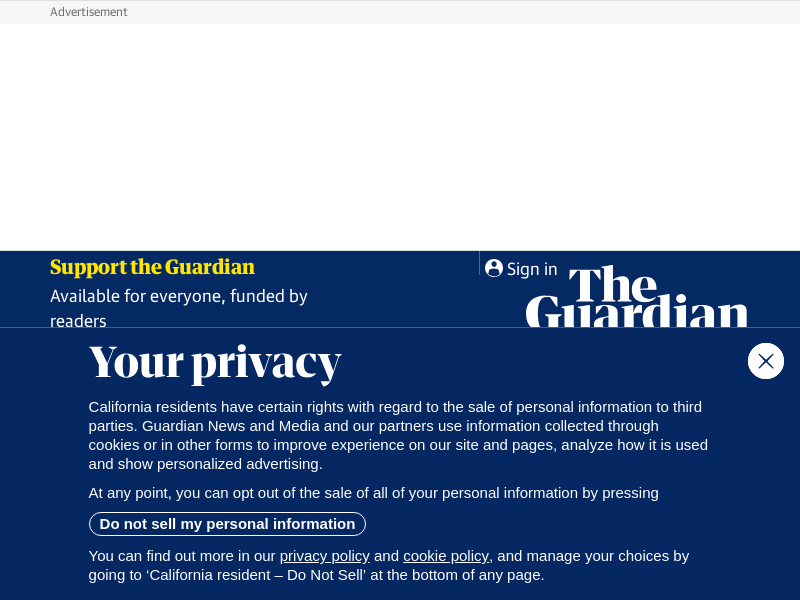 Advertisement
Support the Guardian
Available for everyone, funded by
readers
Sign in
The
Guardian
Your privacy
California residents have certain rights with regard to the sale of personal information to third
parties. Guardian News and Media and our partners use information collected through
cookies or in other forms to improve experience on our site and pages, analyze how it is used
and show personalized advertising.
At any point, you can opt out of the sale of all of your personal information by pressing
Do not sell my personal information
You can find out more in our privacy policy and cookie policy, and manage your choices by
going to ‘California resident – Do Not Sell’ at the bottom of any page.